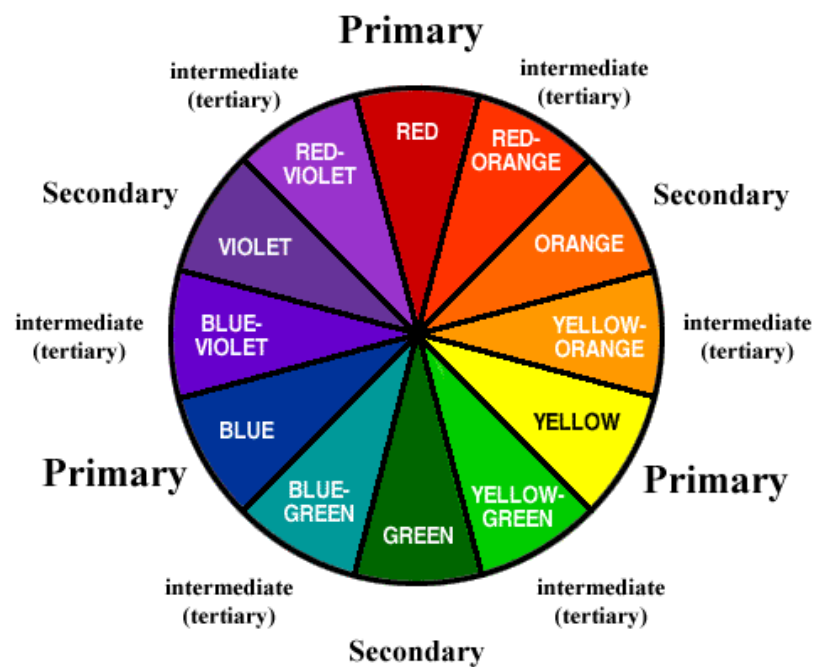 Primary
intermediate
(tertiary)
intermediate
(tertiary)
RED
RED-
VIOLET
RED-
ORANGE
Secondary
Secondary
VIOLET
ORANGE
intermediate
(tertiary)
BLUE-
VIOLET
YELLOW-
ORANGE
intermediate
(tertiary)
BLUE
YELLOW
Primary
Primary
BLUE-
GREEN
GREEN
YELLOW-
GREEN
intermediate
(tertiary)
intermediate
(tertiary)
Secondary